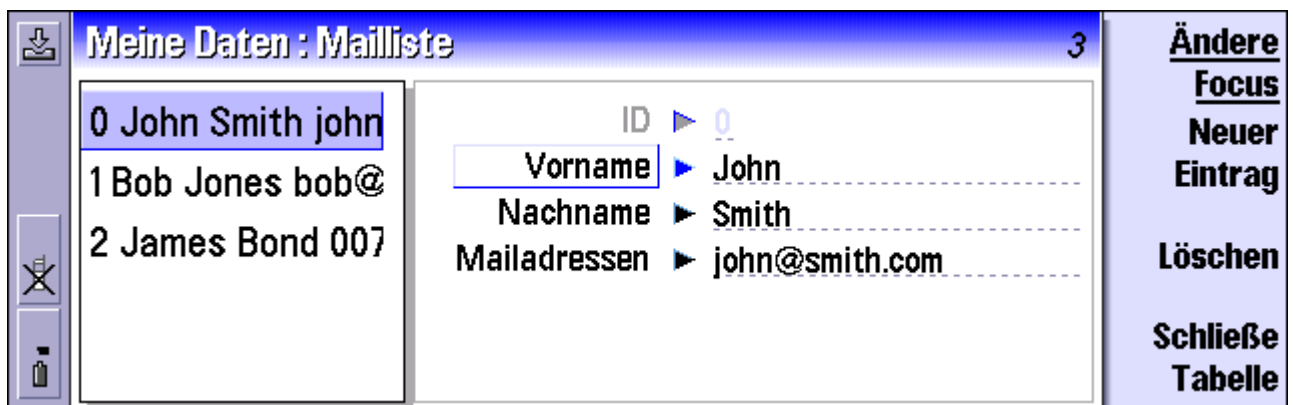 Meine Daten : Mailliste 3
0 John Smith john
1 Bob Jones bob@
2 James Bond 007
ID 0
Vorname John
Nachname Smith
Mailadressen john@smith.com
Ändere
Focus
Neuer
Eintrag
Löschen
Schließe
Tabelle